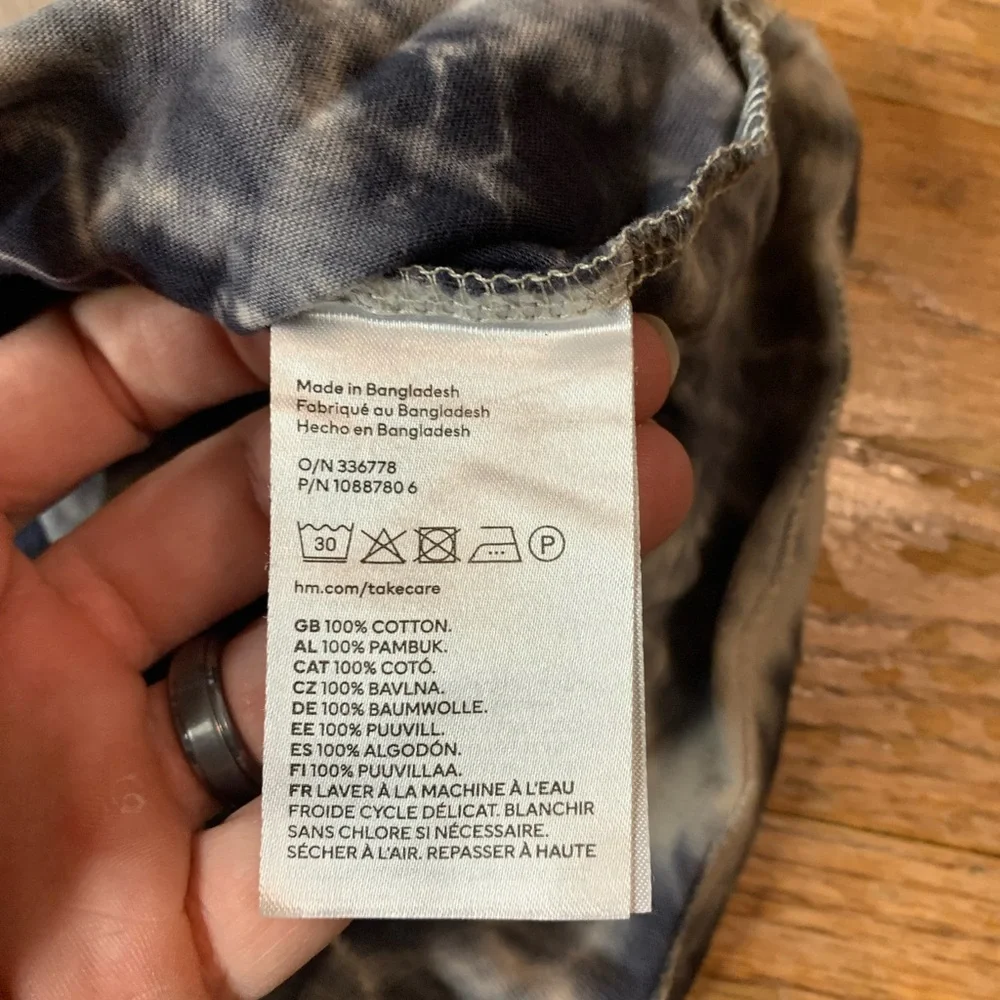 Made in Bangladesh
Fabriqué au Bangladesh
Hecho en Bangladesh
O/N 336778
P/N 1088780 6
30 P
hm.com/takecare
GB 100% COTTON.
AL 100% PAMBUK.
CAT 100% COTÓ.
CZ 100% BAVLNA.
DE 100% BAUMWOLLE.
EE 100% PUUVILL.
ES 100% ALGODÓN.
FI 100% PUUVILLAA.
FR LAVER À LA MACHINE À L'EAU
FROIDE CYCLE DÉLICAT. BLANCHIR
SANS CHLORE SI NÉCESSAIRE.
SÉCHER À L'AIR. REPASSER À HAUTE